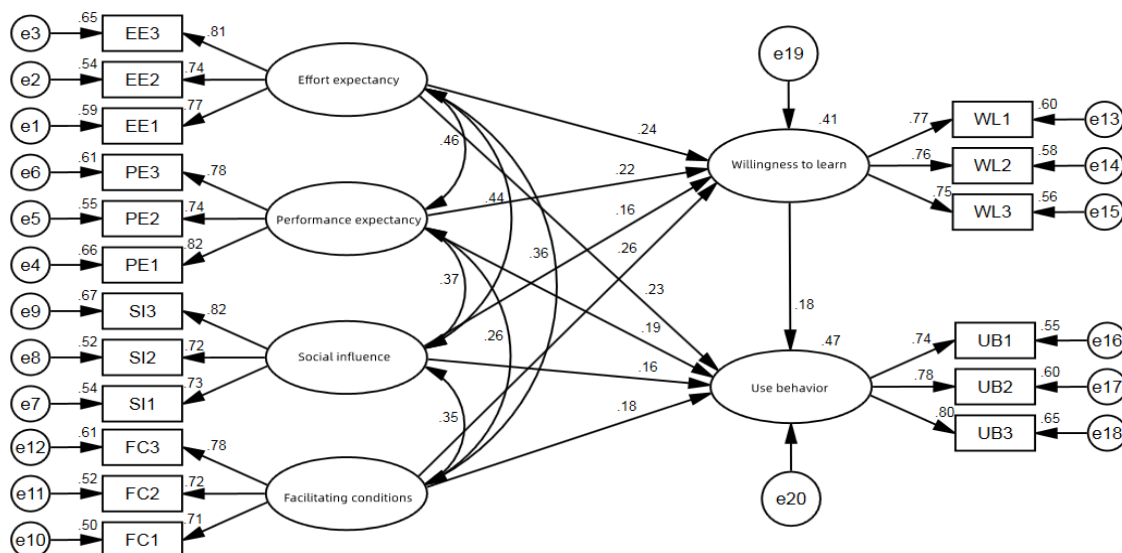 e3 .65 EE3 .81
e2 .54 EE2 .74
e1 .59 EE1 .77
Effort expectancy
e6 .61 PE3 .78
e5 .55 PE2 .74
e4 .66 PE1 .82
Performance expectancy
e9 .67 SI3 .82
e8 .52 SI2 .72
e7 .54 SI1 .73
Social influence
e12 .61 FC3 .78
e11 .52 FC2 .72
e10 .50 FC1 .71
Facilitating conditions
.46
.44
.36
.37
.26
.35
.24
.22
.16
.26
.23
.19
.16
.18
e19
.41
Willingness to learn
.77 WL1 .60 e13
.76 WL2 .58 e14
.75 WL3 .56 e15
.18
.47
Use behavior
.74 UB1 .55 e16
.78 UB2 .60 e17
.80 UB3 .65 e18
e20